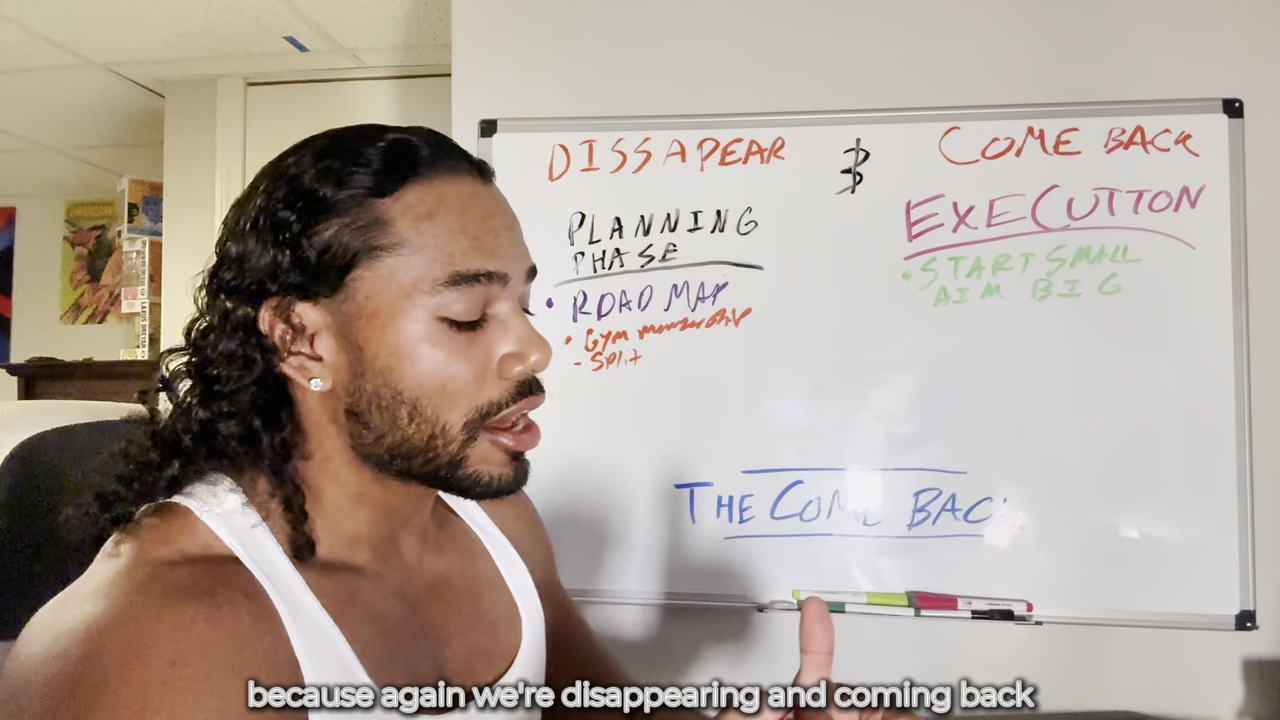 DISSAPEAR & COME BACK
PLANNING
PHASE
• ROAD MAP
• Gym membership
- Split
EXECUTION
• START SMALL
AIM BIG
THE COME BAC
because again we're disappearing and coming back